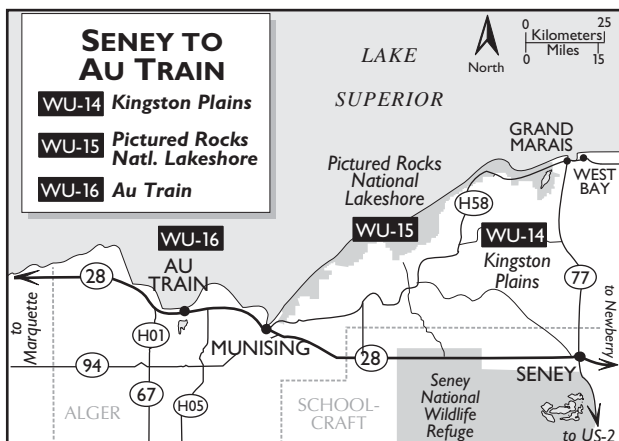 SENEY TO
AU TRAIN
WU-14 Kingston Plains
WU-15 Pictured Rocks
Natl. Lakeshore
WU-16 Au Train
LAKE
SUPERIOR
North
0 25
Kilometers
Miles
0 15
GRAND
MARAIS
WEST
BAY
Pictured Rocks
National
Lakeshore
H58
WU-15
WU-14
Kingston
Plains
WU-16
AU
TRAIN
28
to
Marquette
H01
MUNISING
77
to Newberry
94
28
SENEY
67
H05
ALGER
SCHOOL-
CRAFT
Seney
National
Wildlife
Refuge
to US-2